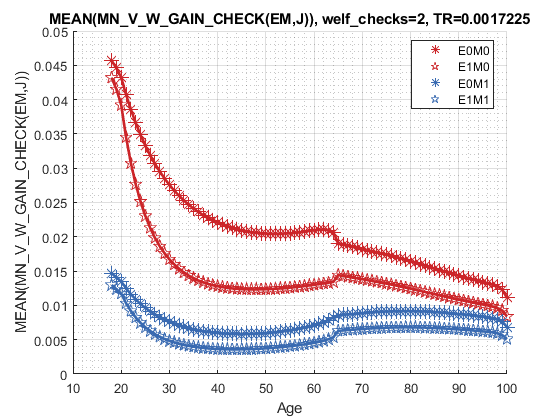 MEAN(MN_V_W_GAIN_CHECK(EM,J)), welf_checks=2, TR=0.0017225
0.05
0.045
0.04
0.035
0.03
0.025
0.02
0.015
0.01
0.005
0
MEAN(MN_V_W_GAIN_CHECK(EM,J))
E0M0
E1M0
E0M1
E1M1
10 20 30 40 50 60 70 80 90 100
Age